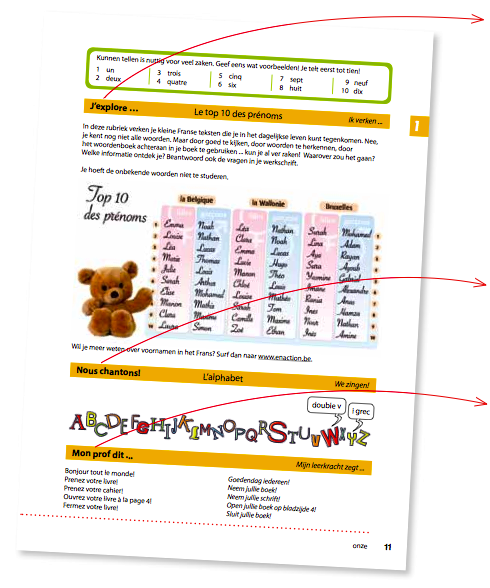 Kunnen tellen is nuttig voor veel zaken. Geef eens wat voorbeelden! Je telt eerst tot tien!
1 un 3 trois 5 cinq 7 sept 9 neuf
2 deux 4 quatre 6 six 8 huit 10 dix
J'explore ... Le top 10 des prénoms Ik verken ...
1
In deze rubriek verken je kleine Franse teksten die je in het dagelijkse leven kunt tegenkomen. Nee,
je kent nog niet alle woorden. Maar door goed te kijken, door woorden te herkennen, door
het woordenboek achteraan in je boek te gebruiken ... kun je al ver raken! Waarover zou het gaan?
Welke informatie ontdek je? Beantwoord ook de vragen in je werkschrift.
Je hoeft de onbekende woorden niet te studeren.
Top 10
des prénoms
la Belgique la Wallonie Bruxelles
filles garçons filles garçons filles garçons
Emma Noah Léa Nathan Sarah Mohamed
Louise Nathan Clara Noah Lina Adam
Léa Lucas Emma Lucas Aya Rayan
Marie Thomas Lucie Hugo Sara Ayoub
Julie Louis Manon Théo Yasmine Gabriel
Sarah Arthur Chloé Louis Amina Alexandre
Elise Mohamed Louise Mathéo Rania Anas
Manon Mathis Sarah Tom Ines Hamza
Clara Maxime Camille Maxime Nour Nathan
Laura Simon Zoé Ethan Inès Amine
Wil je meer weten over voornamen in het Frans? Surf dan naar www.enaction.be.
Nous chantons! L'alphabet We zingen!
double v
i grec
ABCDEFGHIJKLMNOPQRSTUVWXYZ
Mon prof dit ... Mijn leerkracht zegt ...
Bonjour tout le monde! Goedendag iedereen!
Prenez votre livre! Neem jullie boek!
Prenez votre cahier! Neem jullie schrift!
Ouvrez votre livre à la page 4! Open jullie boek op bladzijde 4!
Fermez votre livre! Sluit jullie boek!
onze 11